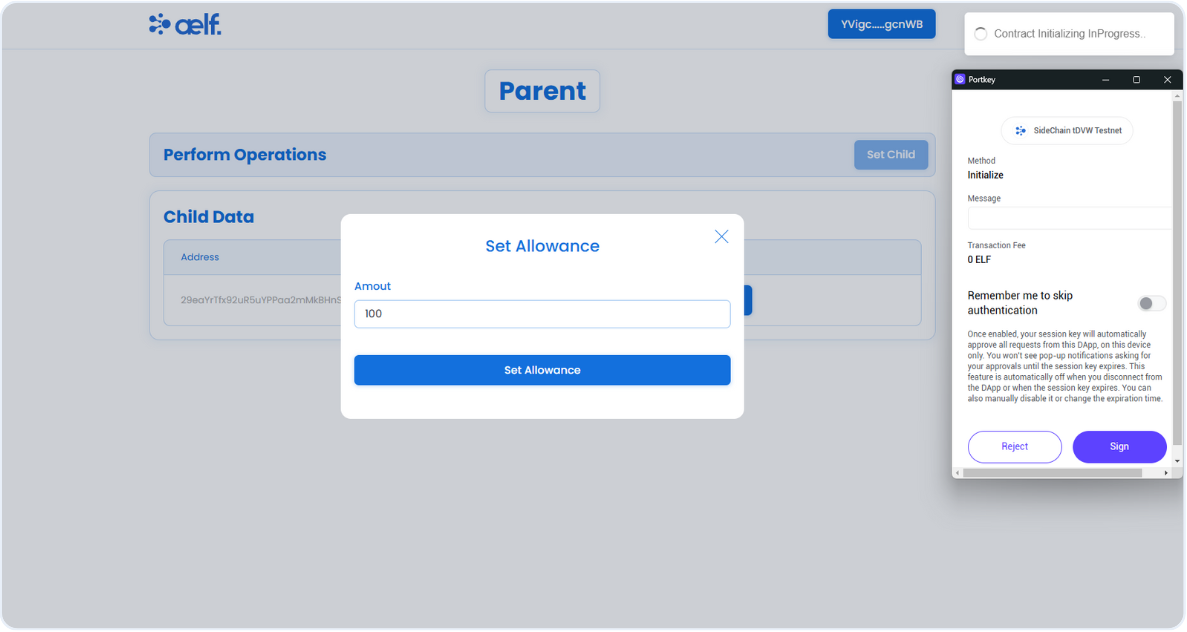 aelf.
YVigc.....gcnWB
Contract Initializing InProgress..
Parent
Perform Operations
Set Child
Child Data
Address
29eaYrTfx92uR5uYPPaa2mMkBHnS
Set Allowance
Amout
100
Set Allowance
Portkey
SideChain tDVW Testnet
Method
Initialize
Message
Transaction Fee
0 ELF
Remember me to skip
authentication
Once enabled, your session key will automatically
approve all requests from this DApp, on this device
only. You won't see pop-up notifications asking for
your approvals until the session key expires. This
feature is automatically off when you disconnect from
the DApp or when the session key expires. You can
also manually disable it or change the expiration time.
Reject
Sign